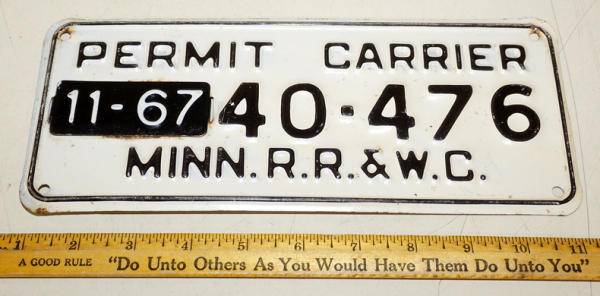 PERMIT CARRIER
11-67 40·476
MINN.R.R.&W.C.
1 2 3 4 5 6 7 8 9 10 11
A GOOD RULE "Do Unto Others As You Would Have Them Do Unto You"